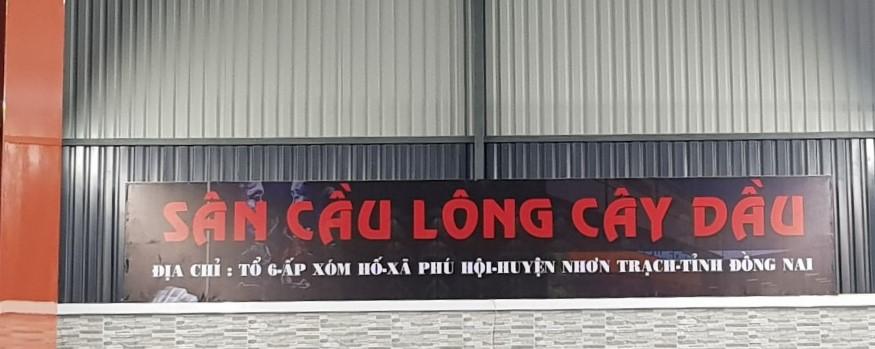 SÂN CẦU LÔNG CÂY DẦU
ĐỊA CHỈ : TỔ 6-ẤP XÓM HỐ-XÃ PHÚ HỘI-HUYỆN NHƠN TRẠCH-TỈNH ĐỒNG NAI